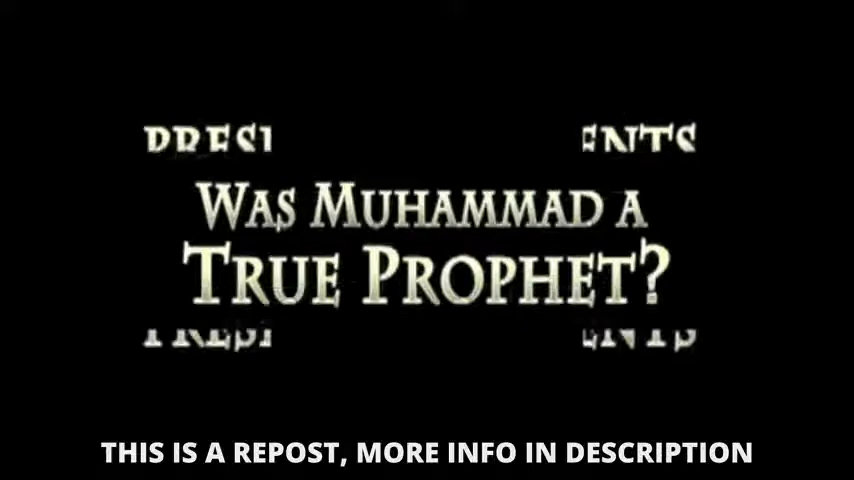 WAS MUHAMMAD A
TRUE PROPHET?
THIS IS A REPOST, MORE INFO IN DESCRIPTION